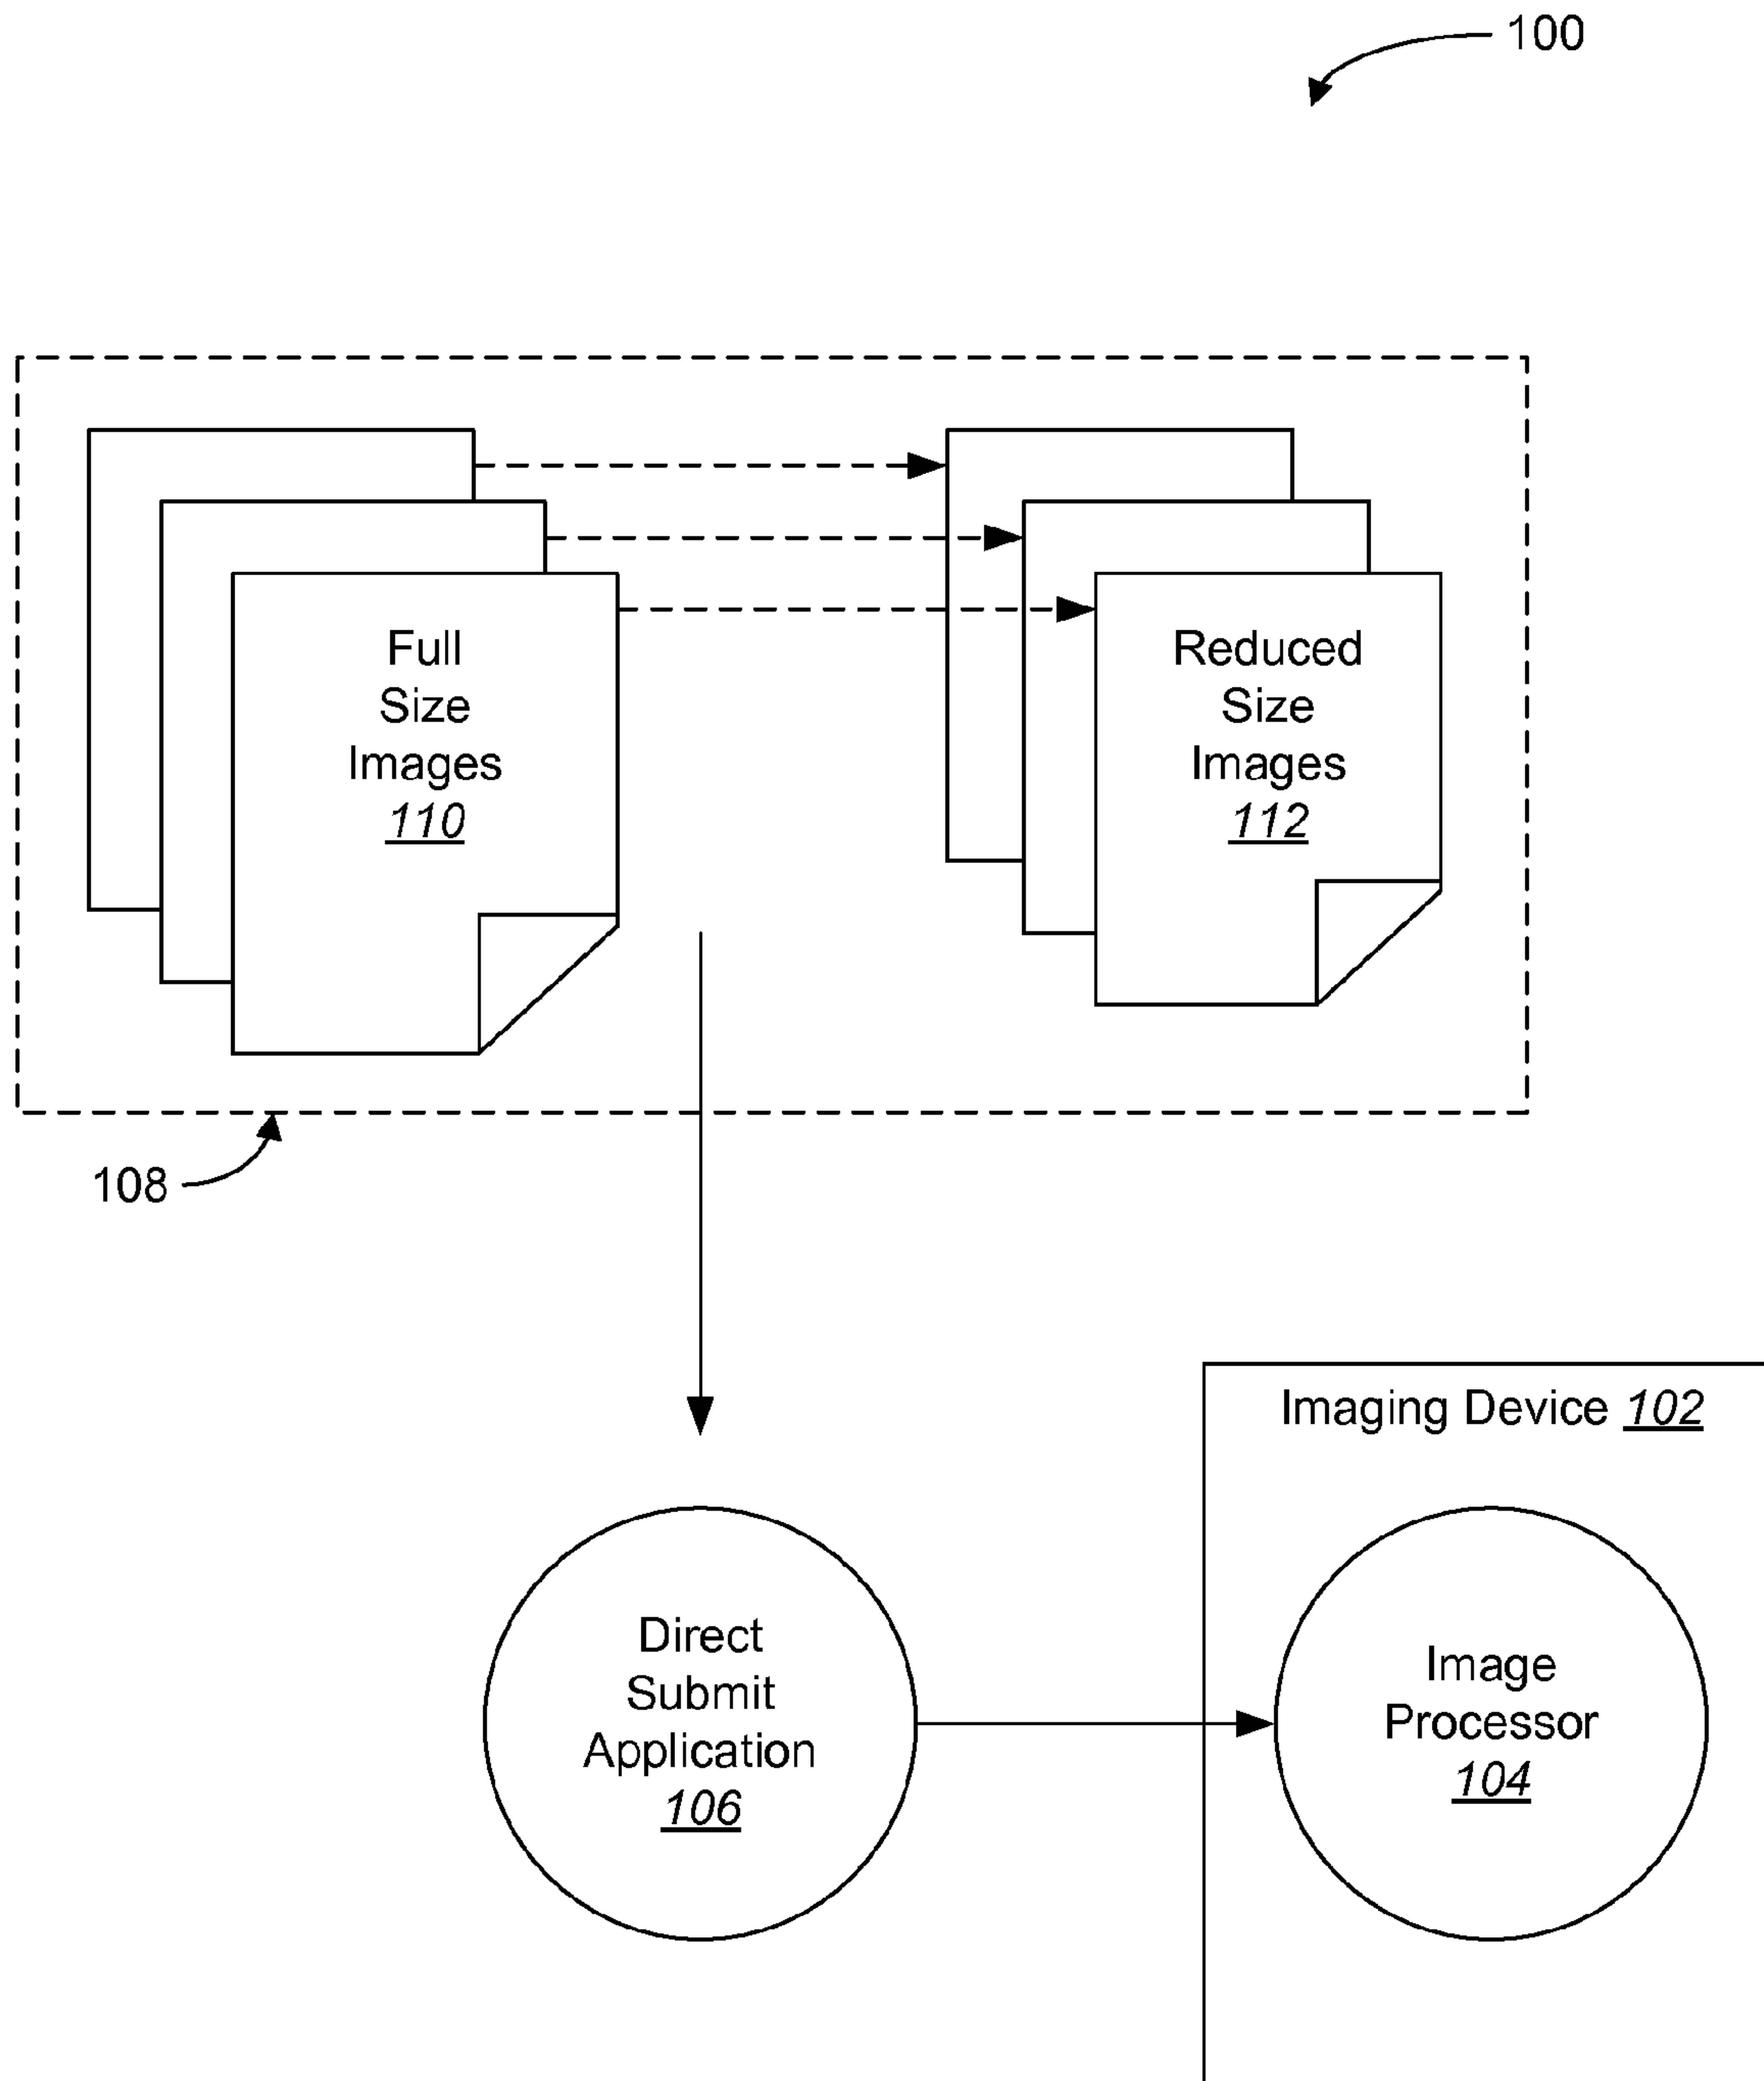 100
Full
Size
Images
110
Reduced
Size
Images
112
108
Imaging Device 102
Direct
Submit
Application
106
Image
Processor
104